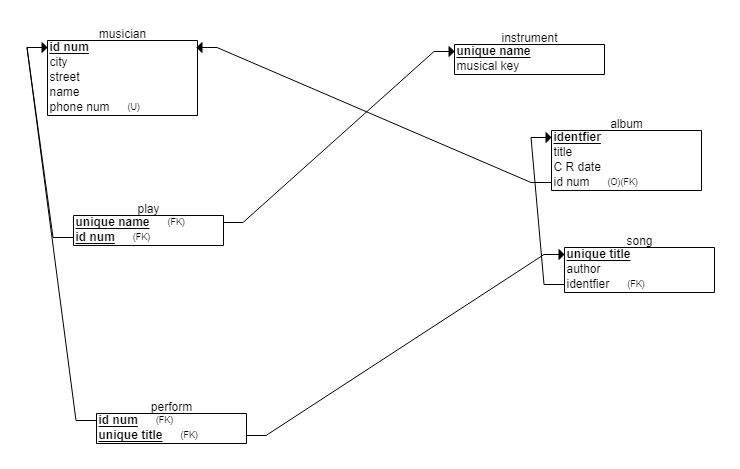 musician
id num
city
street
name
phone num (U)
instrument
unique name
musical key
album
identfier
title
C R date
id num (O)(FK)
play
unique name (FK)
id num (FK)
song
unique title
author
identfier (FK)
perform
id num (FK)
unique title (FK)